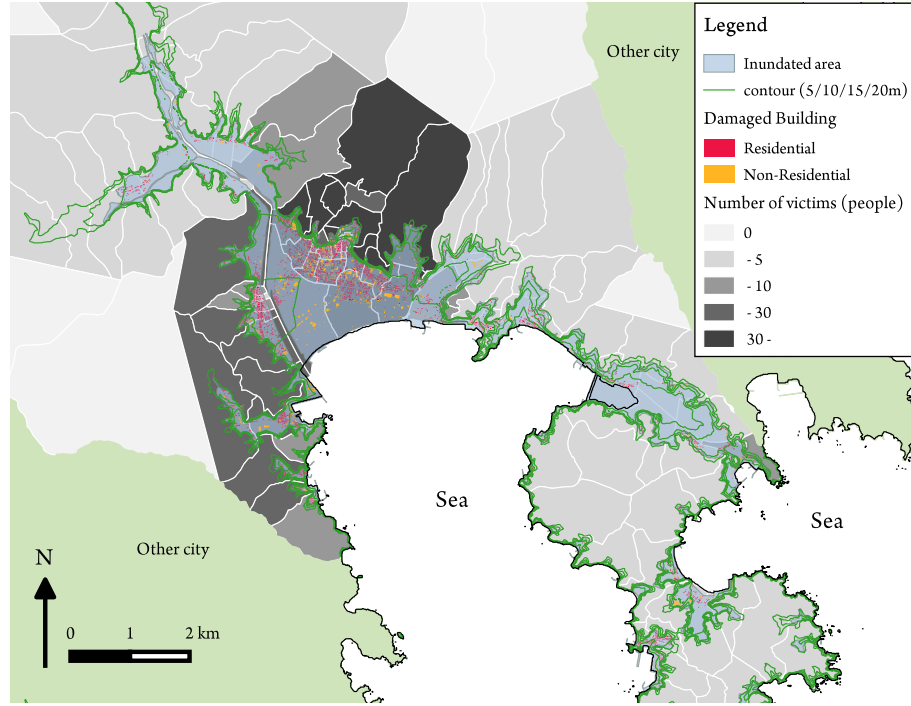 Legend
Inundated area
contour (5/10/15/20m)
Damaged Building
Residential
Non-Residential
Number of victims (people)
0
- 5
- 10
- 30
30 -
Other city
Sea
Sea
Other city
N
0 1 2 km